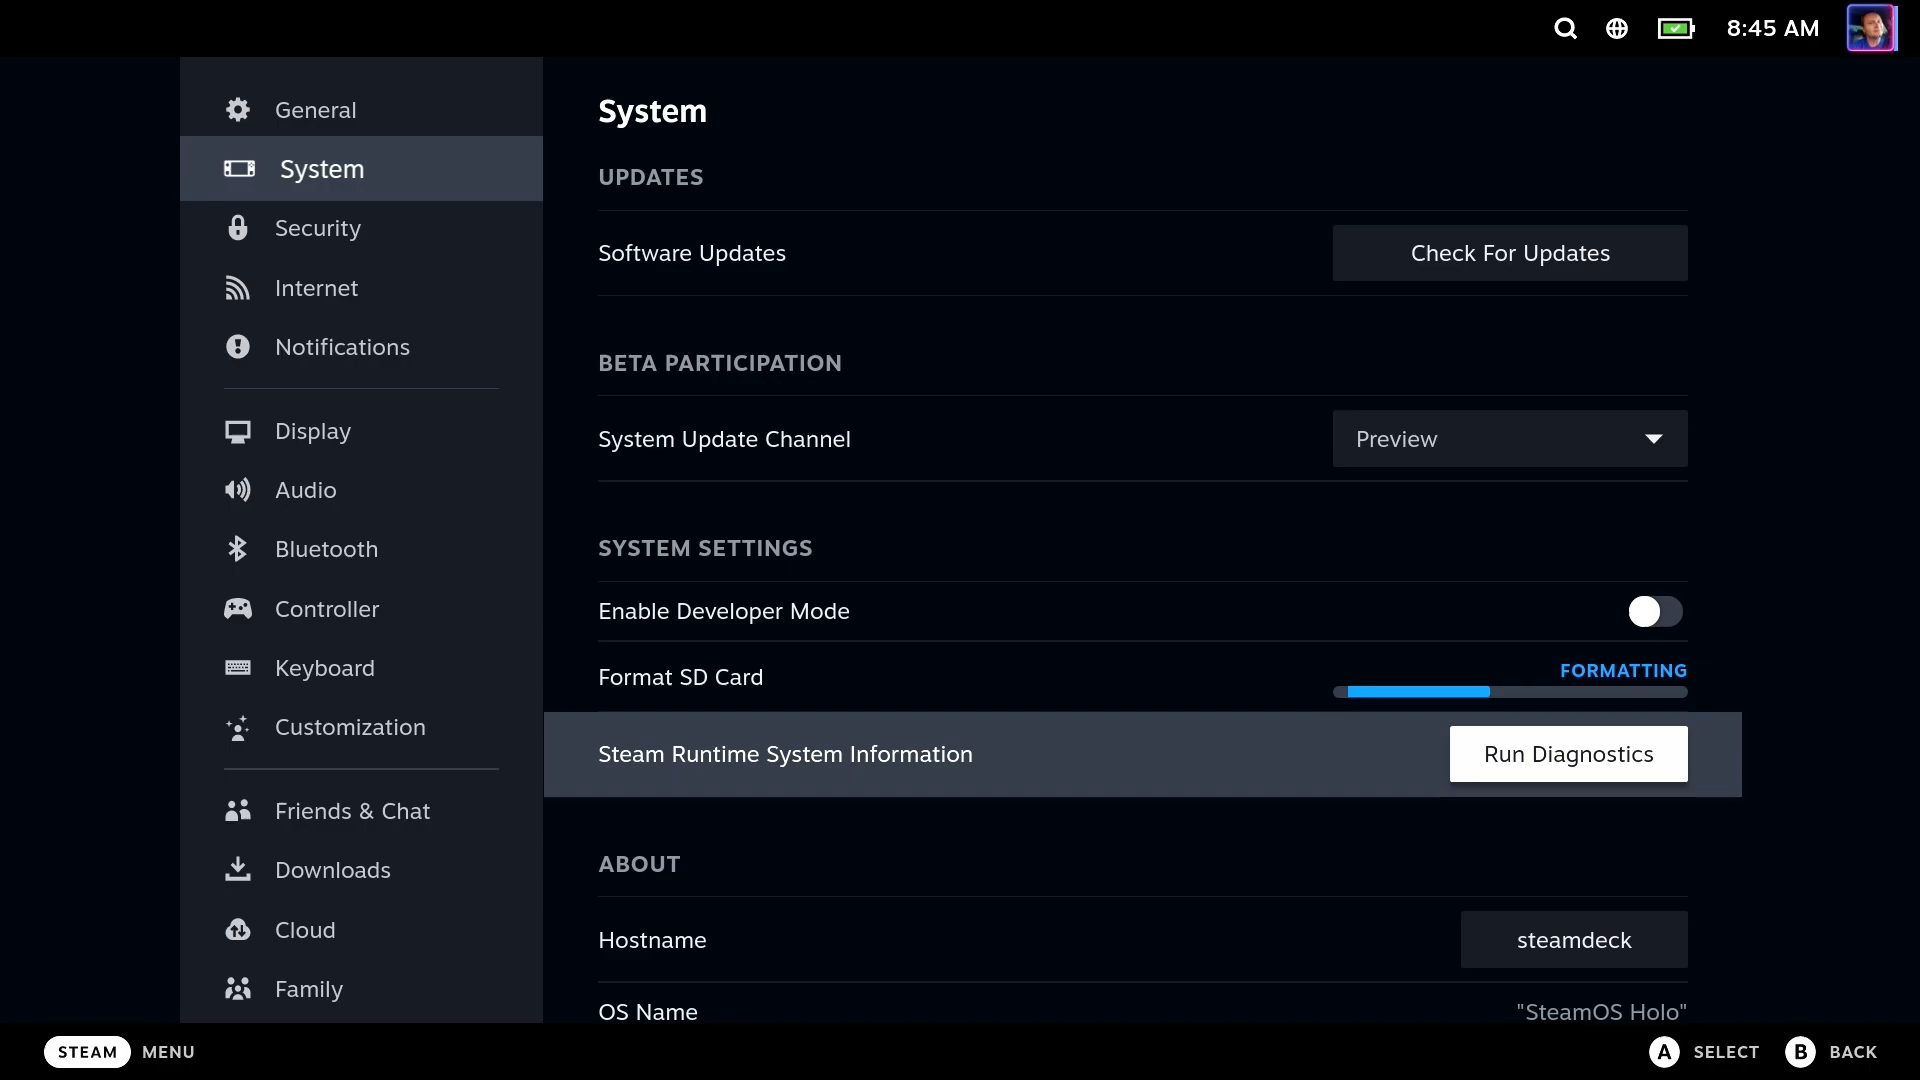 8:45 AM
General
System
Security
Internet
Notifications
Display
Audio
Bluetooth
Controller
Keyboard
Customization
Friends & Chat
Downloads
Cloud
Family
System
UPDATES
Software Updates
Check For Updates
BETA PARTICIPATION
System Update Channel
Preview
SYSTEM SETTINGS
Enable Developer Mode
Format SD Card
FORMATTING
Steam Runtime System Information
Run Diagnostics
ABOUT
Hostname
steamdeck
OS Name
"SteamOS Holo"
STEAM MENU
A SELECT B BACK